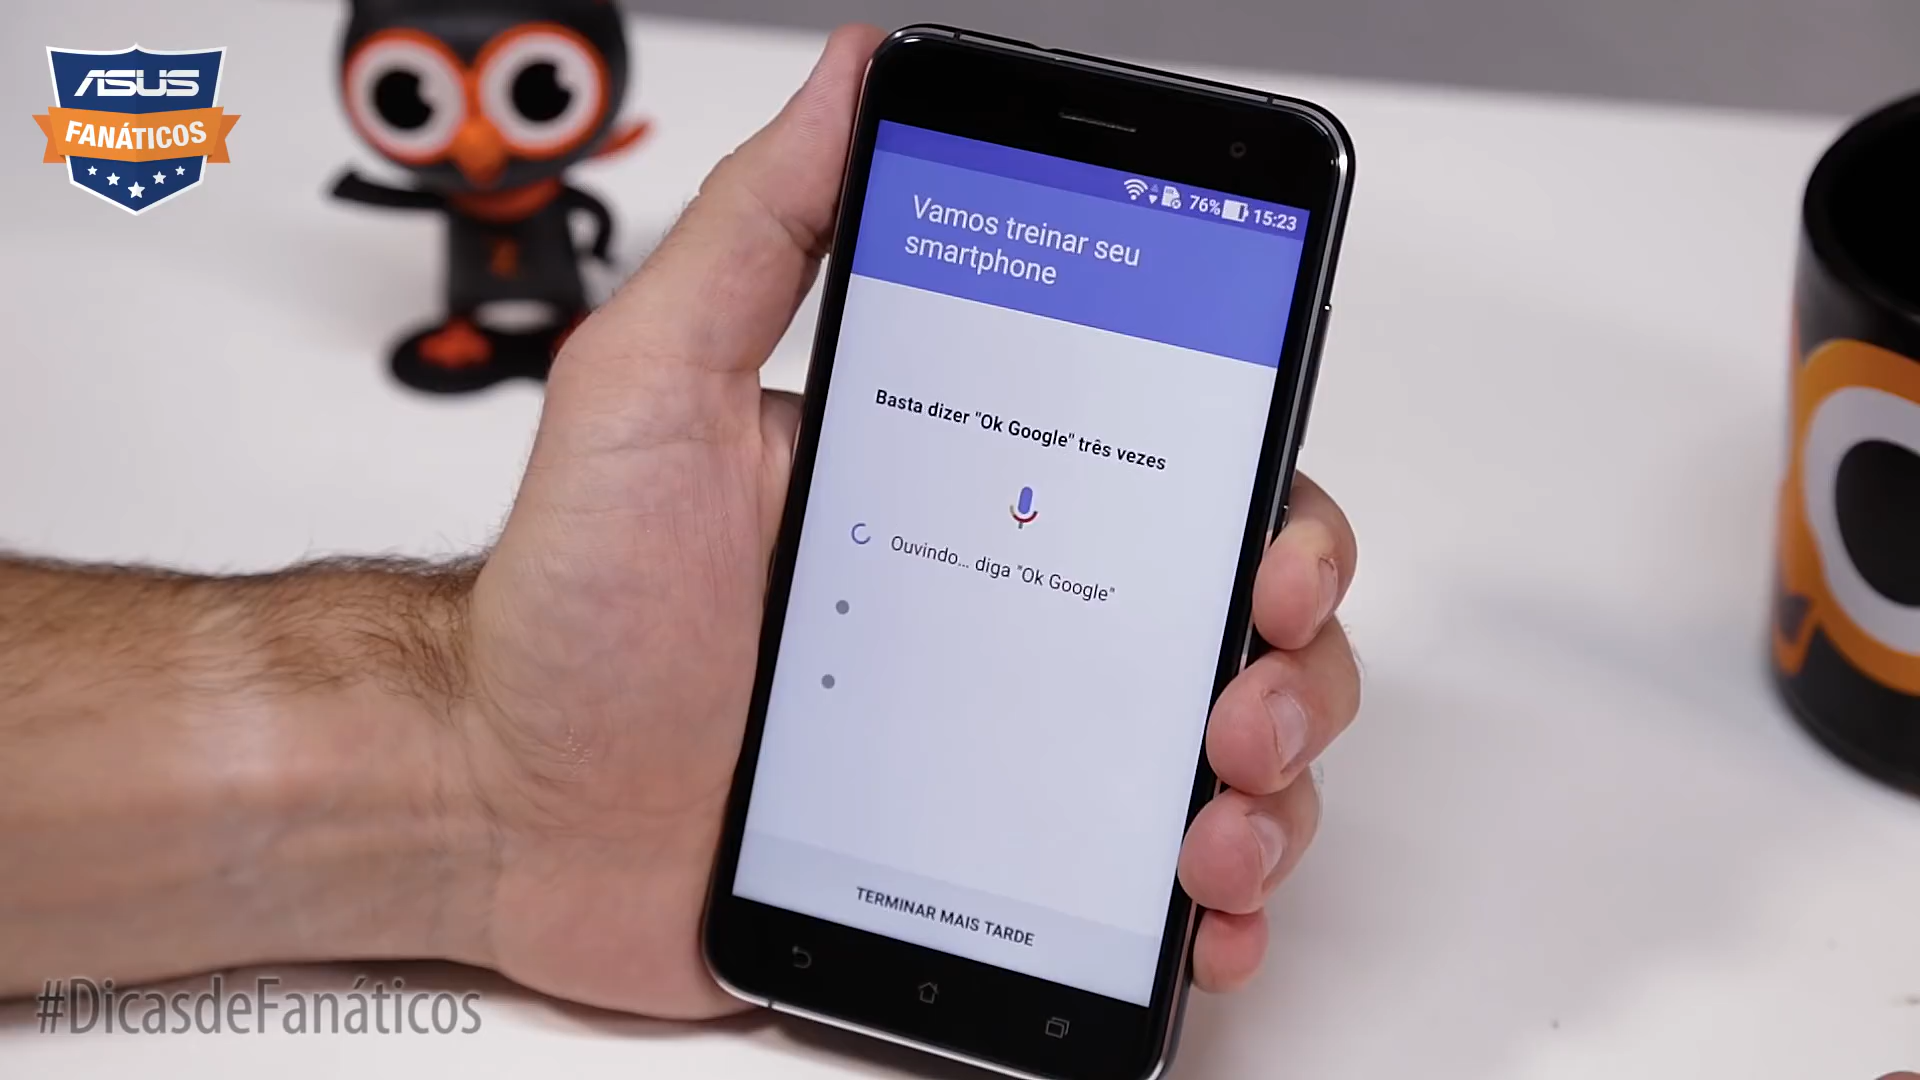 ASUS
FANÁTICOS
76% 15:23
Vamos treinar seu
smartphone
Basta dizer "Ok Google" três vezes
Ouvindo... diga "Ok Google"
TERMINAR MAIS TARDE
#DicasdeFanáticos